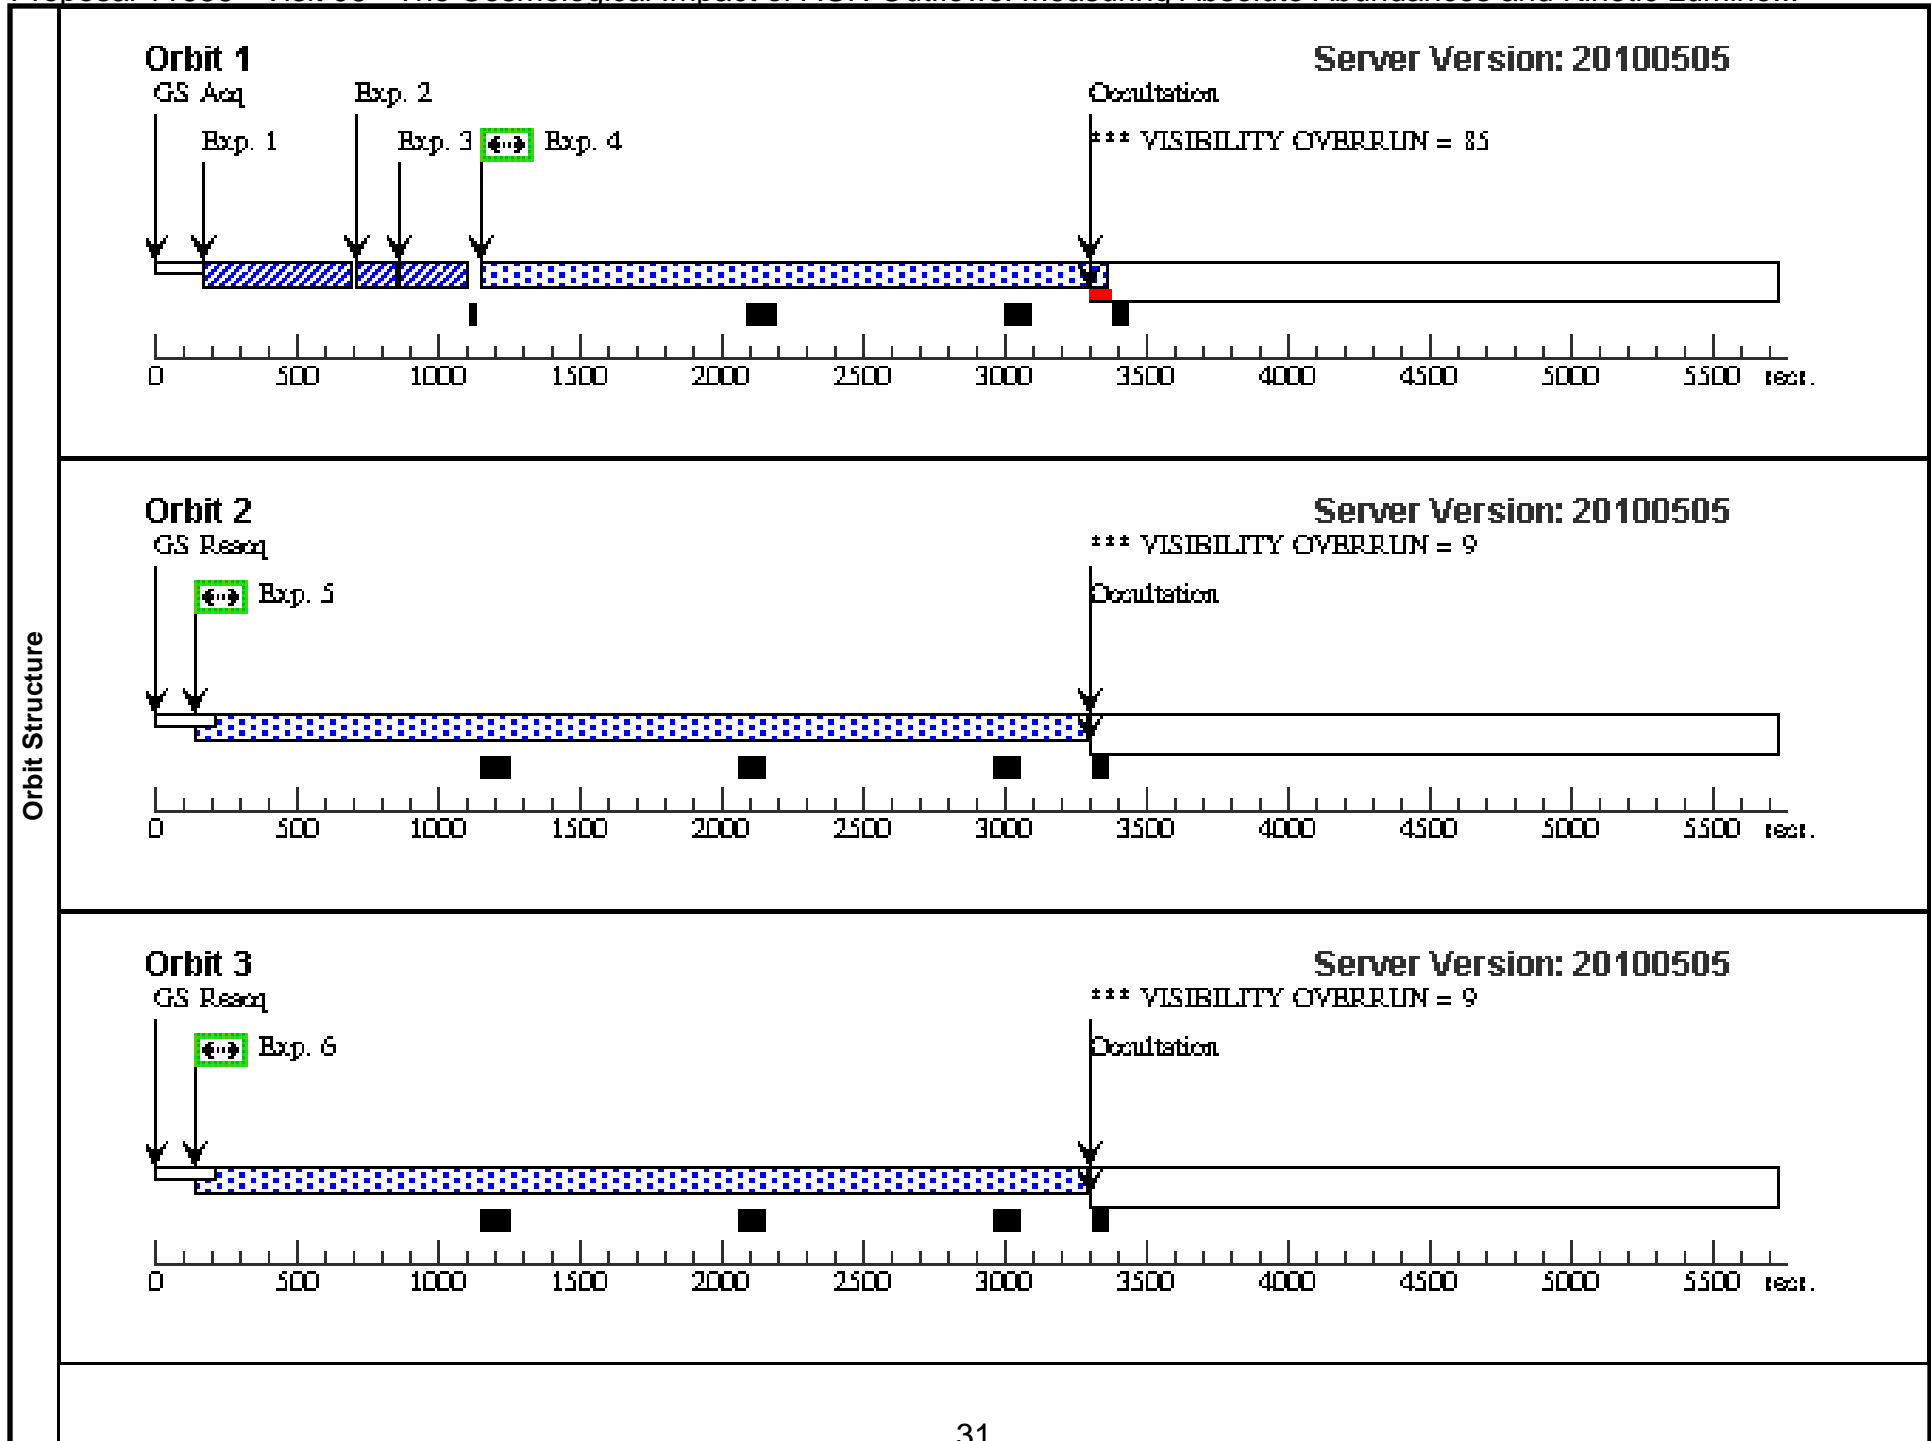 Orbit Structure
Orbit 1
Server Version: 20100505
GS Acq
Exp. 2
Occultation
Exp. 1
Exp. 3
Exp. 4
*** VISIBILITY OVERRUN = 85
0 500 1000 1500 2000 2500 3000 3500 4000 4500 5000 5500 secs.
Orbit 2
Server Version: 20100505
GS Reacq
*** VISIBILITY OVERRUN = 9
Exp. 5
Occultation
0 500 1000 1500 2000 2500 3000 3500 4000 4500 5000 5500 secs.
Orbit 3
Server Version: 20100505
GS Reacq
*** VISIBILITY OVERRUN = 9
Exp. 6
Occultation
0 500 1000 1500 2000 2500 3000 3500 4000 4500 5000 5500 secs.
31